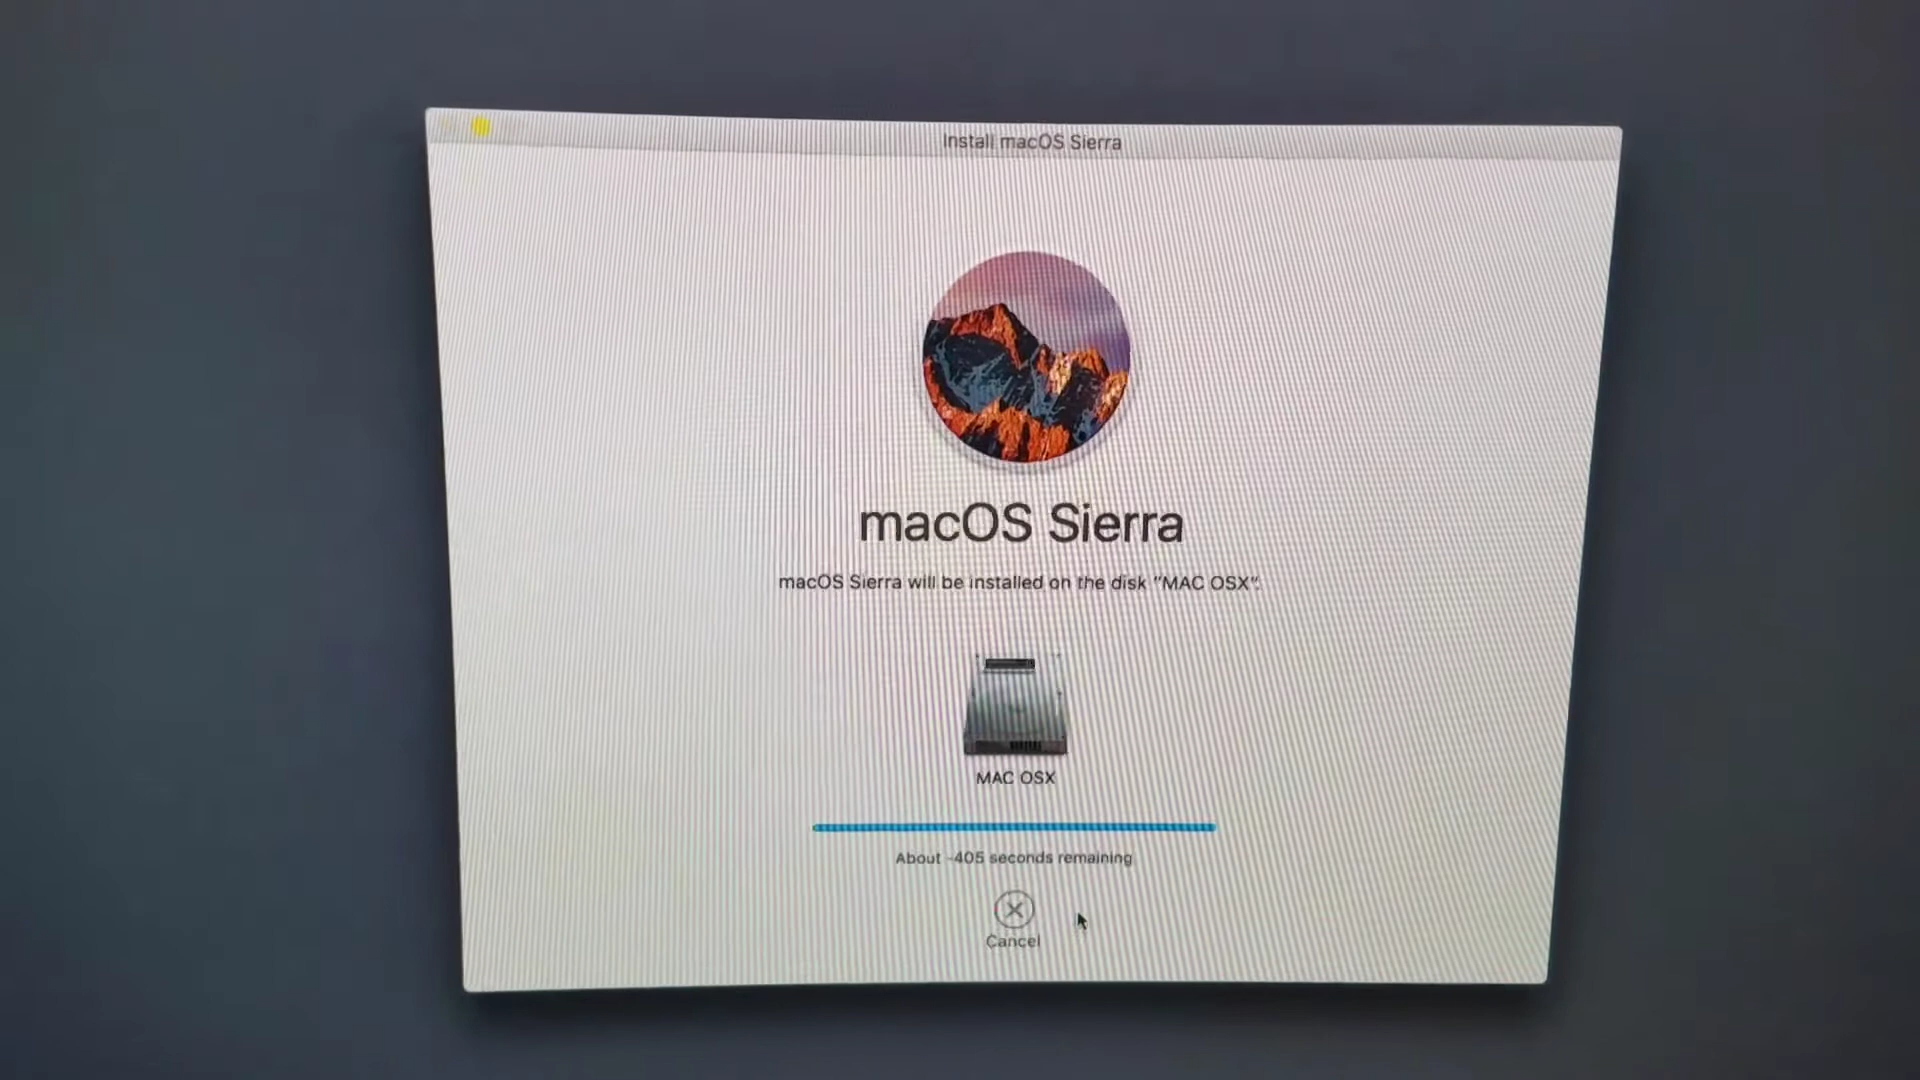 Install macOS Sierra
macOS Sierra
macOS Sierra will be installed on the disk “MAC OSX”.
MAC OSX
About -405 seconds remaining
Cancel